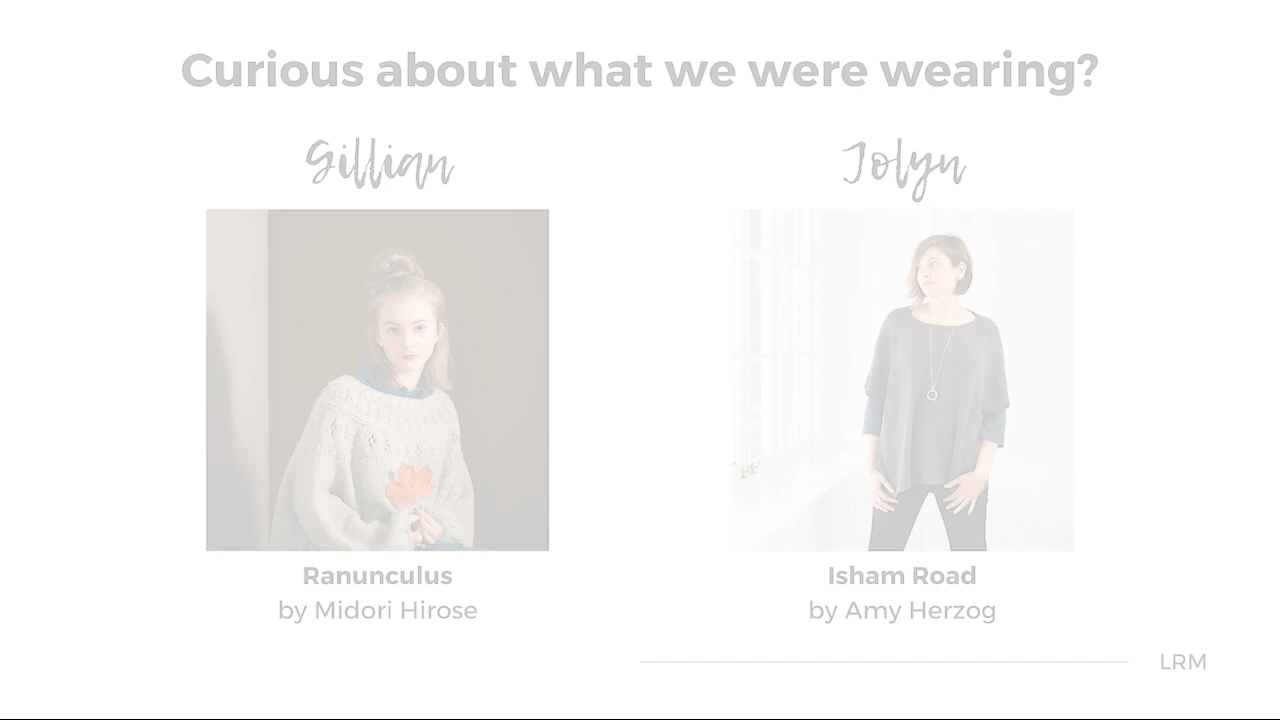 Curious about what we were wearing?
Gillian
Jolyn
Ranunculus
by Midori Hirose
Isham Road
by Amy Herzog
LRM